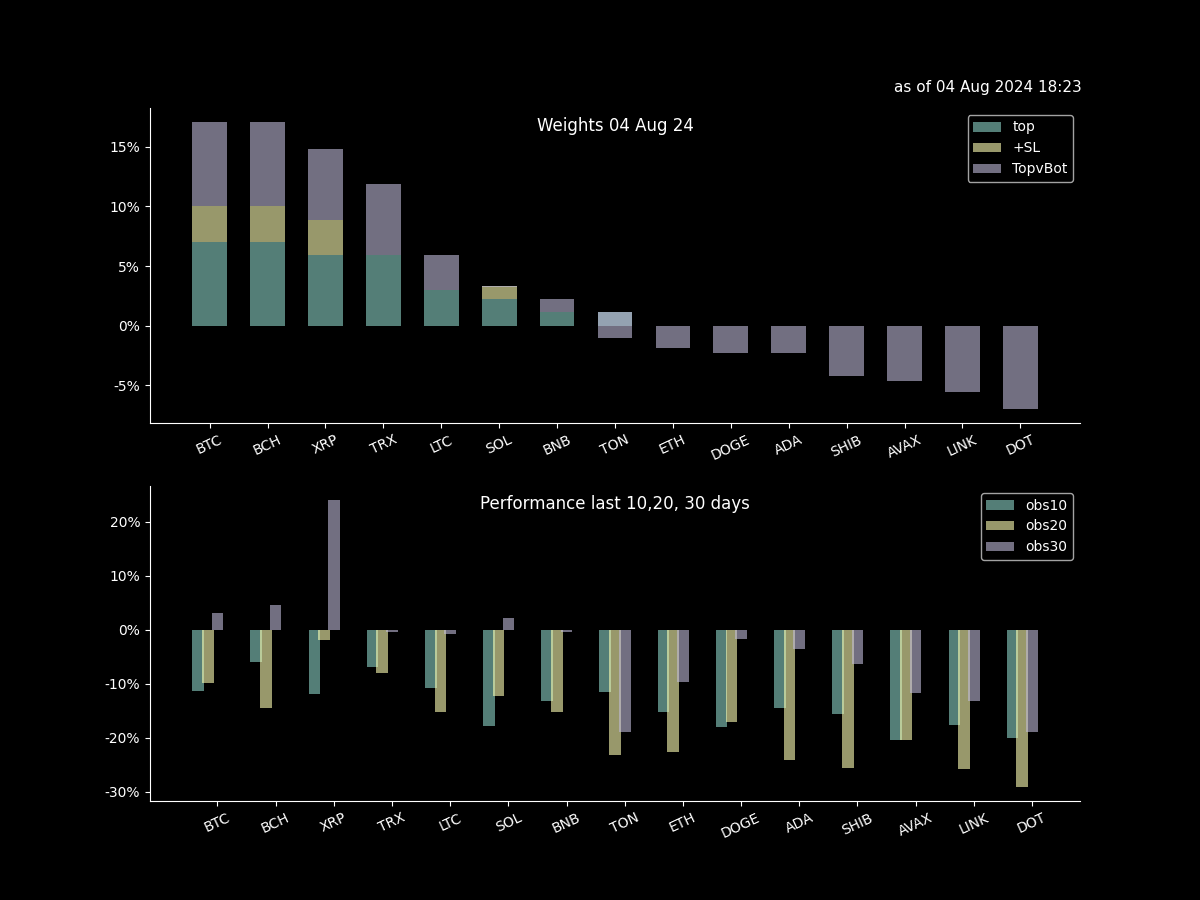 as of 04 Aug 2024 18:23
Weights 04 Aug 24
top
+SL
TopvBot
15%
10%
5%
0%
-5%
BTC BCH XRP TRX LTC SOL BNB TON ETH DOGE ADA SHIB AVAX LINK DOT
Performance last 10,20, 30 days
obs10
obs20
obs30
20%
10%
0%
-10%
-20%
-30%
BTC BCH XRP TRX LTC SOL BNB TON ETH DOGE ADA SHIB AVAX LINK DOT